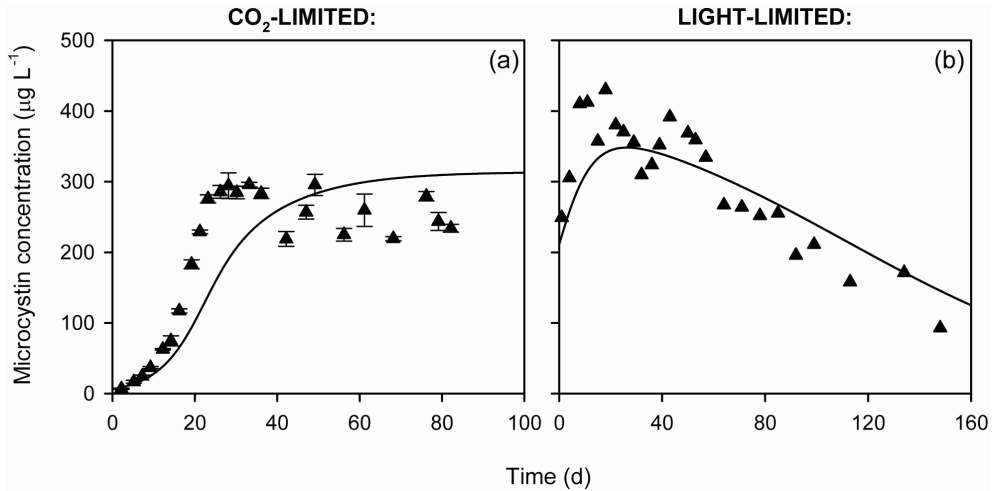 CO₂-LIMITED: LIGHT-LIMITED:
Microcystin concentration (µg L⁻¹)
500
400
300
200
100
0
(a)
(b)
0 20 40 60 80 100
0 40 80 120 160
Time (d)